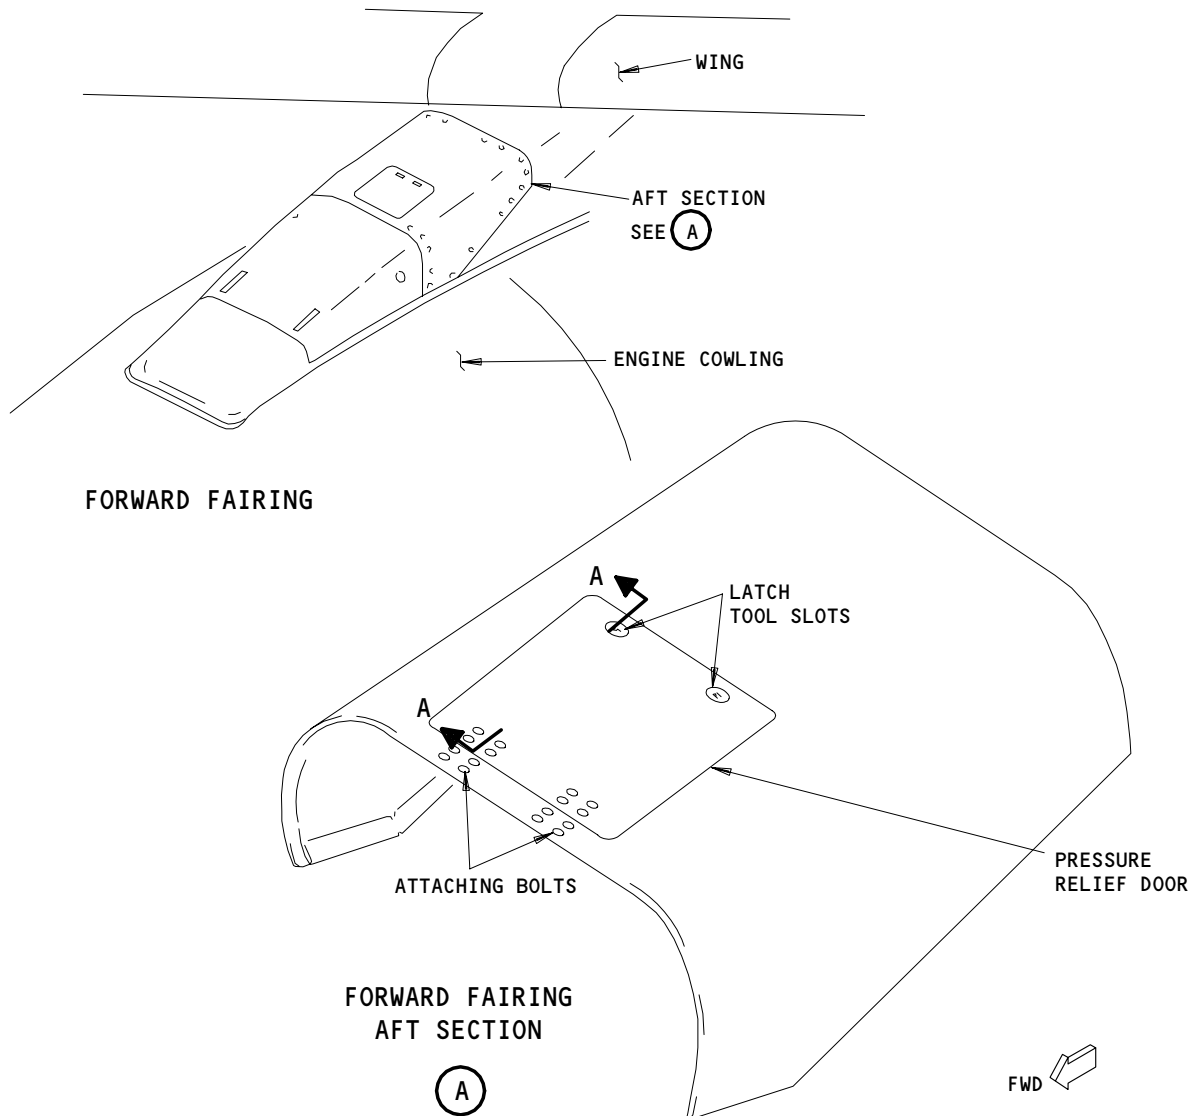 WING
AFT SECTION
SEE A
ENGINE COWLING
FORWARD FAIRING
A
LATCH
TOOL SLOTS
A
ATTACHING BOLTS
PRESSURE
RELIEF DOOR
FORWARD FAIRING
AFT SECTION
A
FWD